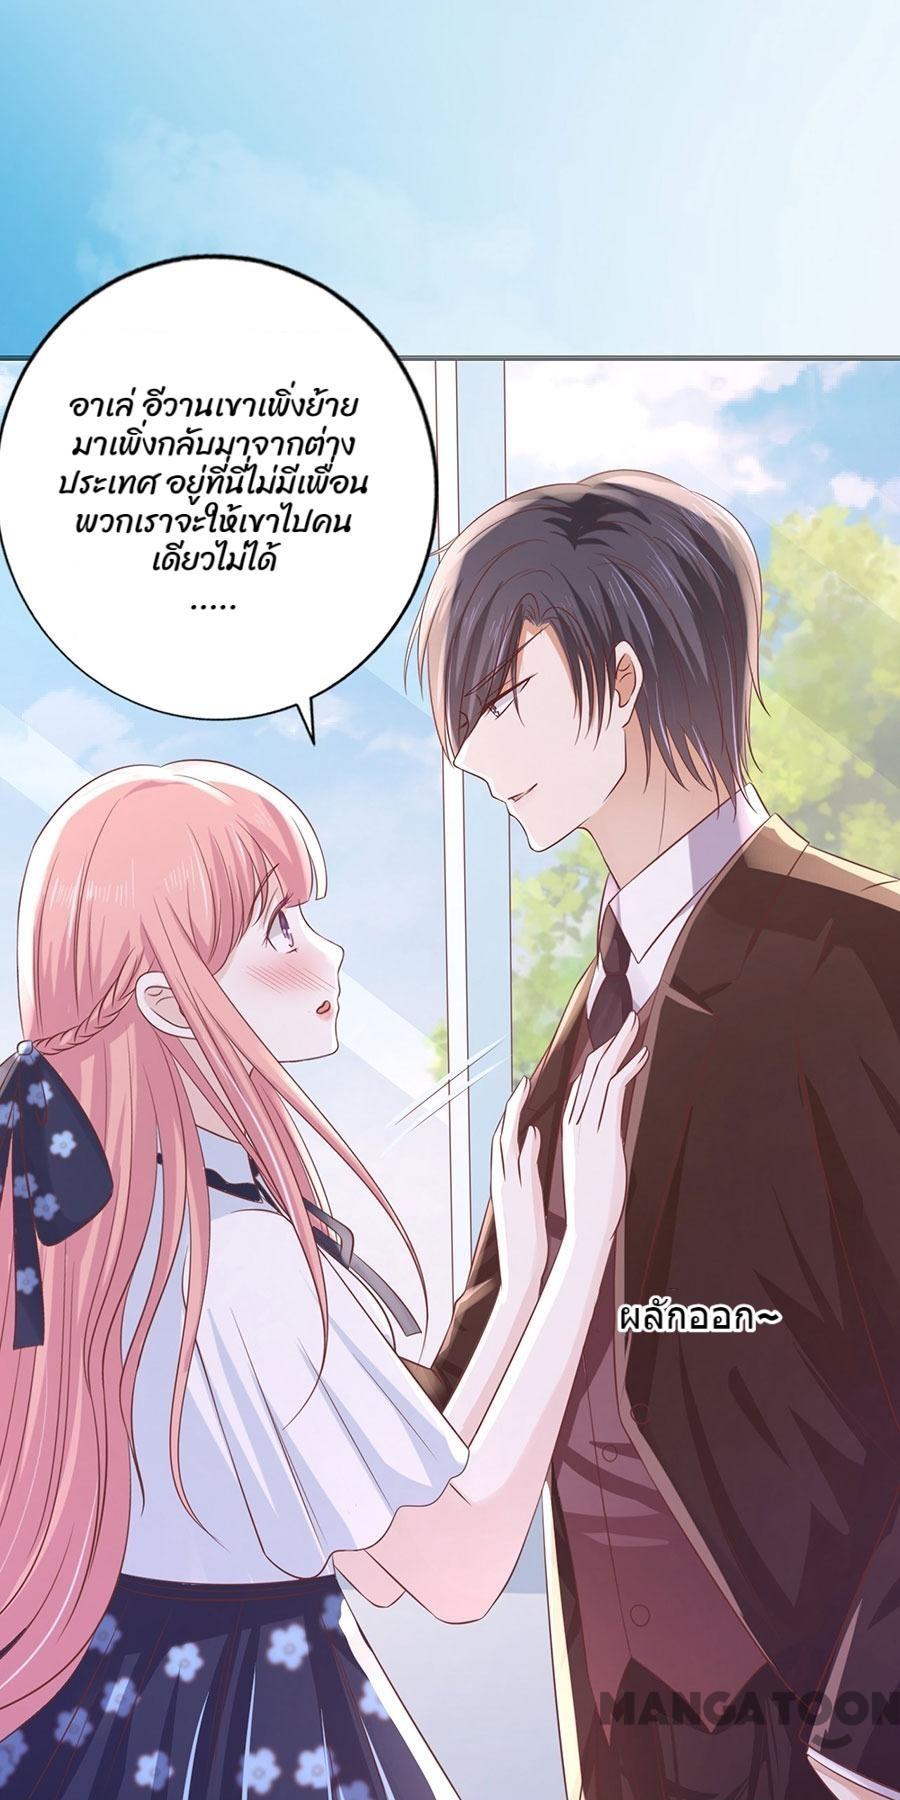 อาเล่ อีวานเขาเพิ่งย้าย
มาเพิ่งกลับมาจากต่าง
ประเทศ อยู่ที่นี่ไม่มีเพื่อน
พวกเราจะให้เขาไปคน
เดียวไม่ได้
.....
ผลักออก~
MANGATOON